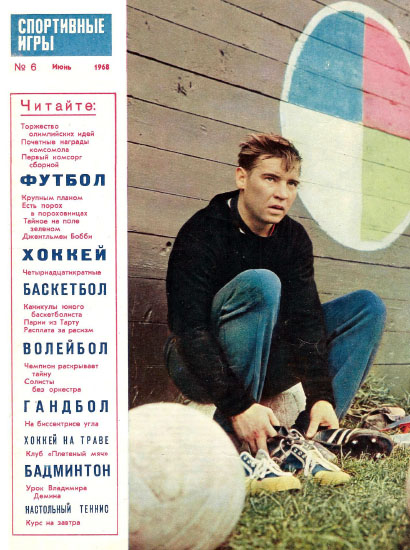 СПОРТИВНЫЕ
ИГРЫ
№ 6 Июнь 1968
Читайте:
Торжество
олимпийских идей
Почетные награды
комсомола
Первый комсорг
сборной
ФУТБОЛ
Крупным планом
Есть порох
в пороховницах
Тайное на поле
зеленом
Джентльмен Бобби
ХОККЕЙ
Четырнадцатикратные
БАСКЕТБОЛ
Каникулы юного
баскетболиста
Парни из Тарту
Расплата за расизм
ВОЛЕЙБОЛ
Чемпион раскрывает
тайну
Солисты
без оркестра
ГАНДБОЛ
На биссектрисе угла
ХОККЕЙ НА ТРАВЕ
Клуб «Плетеный мяч»
БАДМИНТОН
Урок Владимира
Демина
НАСТОЛЬНЫЙ ТЕННИС
Курс на завтра